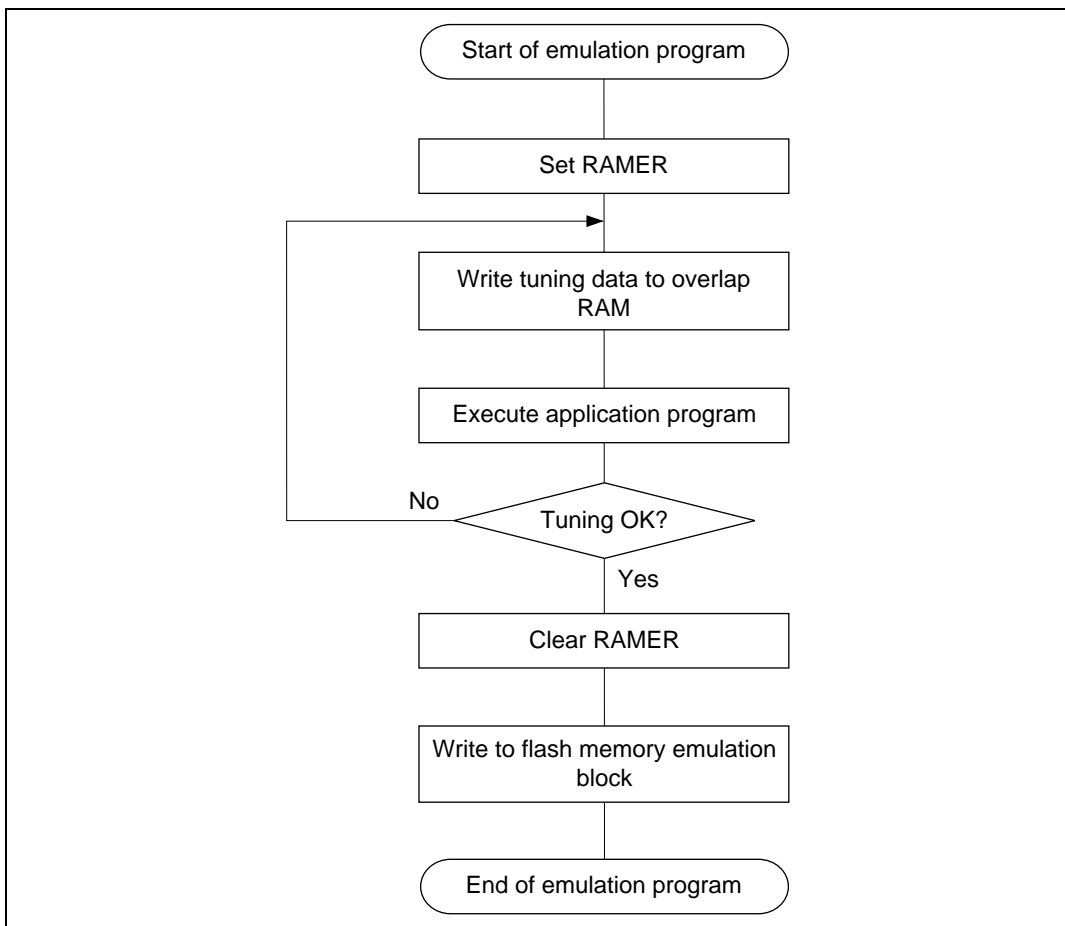 Start of emulation program
Set RAMER
Write tuning data to overlap
RAM
Execute application program
No
Tuning OK?
Yes
Clear RAMER
Write to flash memory emulation
block
End of emulation program